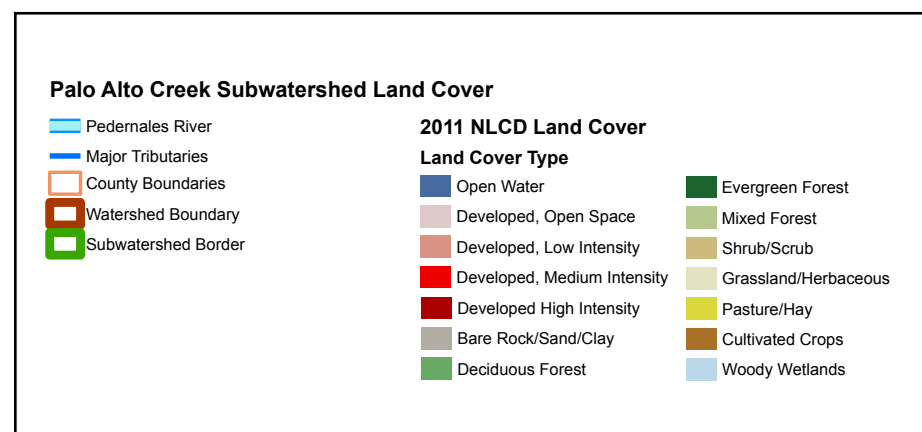 Palo Alto Creek Subwatershed Land Cover
Pedernales River
Major Tributaries
County Boundaries
Watershed Boundary
Subwatershed Border
2011 NLCD Land Cover
Land Cover Type
Open Water
Developed, Open Space
Developed, Low Intensity
Developed, Medium Intensity
Developed High Intensity
Bare Rock/Sand/Clay
Deciduous Forest
Evergreen Forest
Mixed Forest
Shrub/Scrub
Grassland/Herbaceous
Pasture/Hay
Cultivated Crops
Woody Wetlands